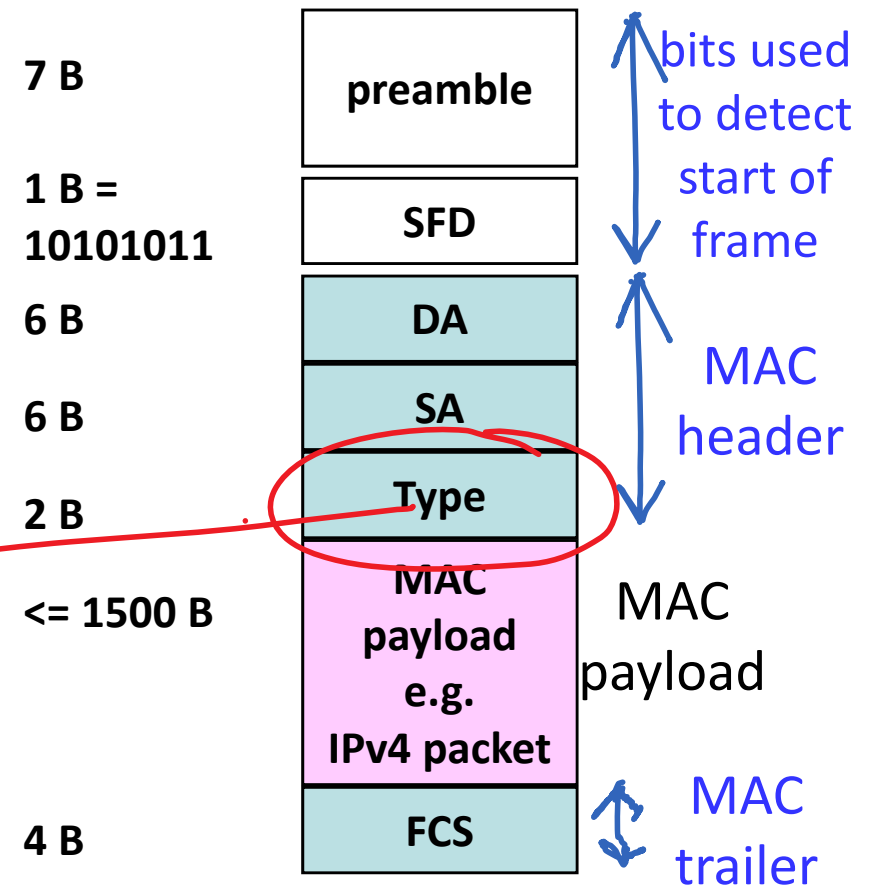 7 B
preamble
bits used
to detect
start of
frame
1 B =
10101011
SFD
6 B
DA
MAC
header
6 B
SA
2 B
Type
<= 1500 B
MAC
payload
e.g.
IPv4 packet
MAC
payload
4 B
FCS
MAC
trailer